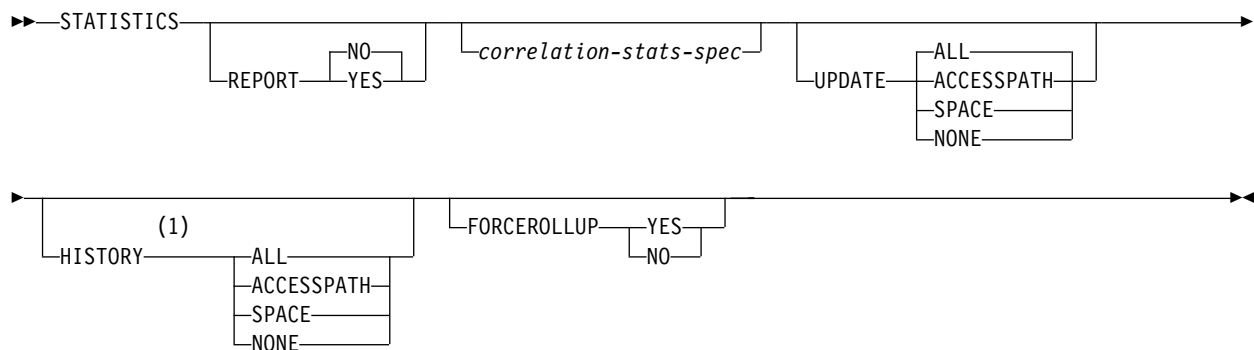 STATISTICS
REPORT
NO
YES
correlation-stats-spec
UPDATE
ALL
ACCESSPATH
SPACE
NONE
(1)
HISTORY
ALL
ACCESSPATH
SPACE
NONE
FORCEROLLUP
YES
NO